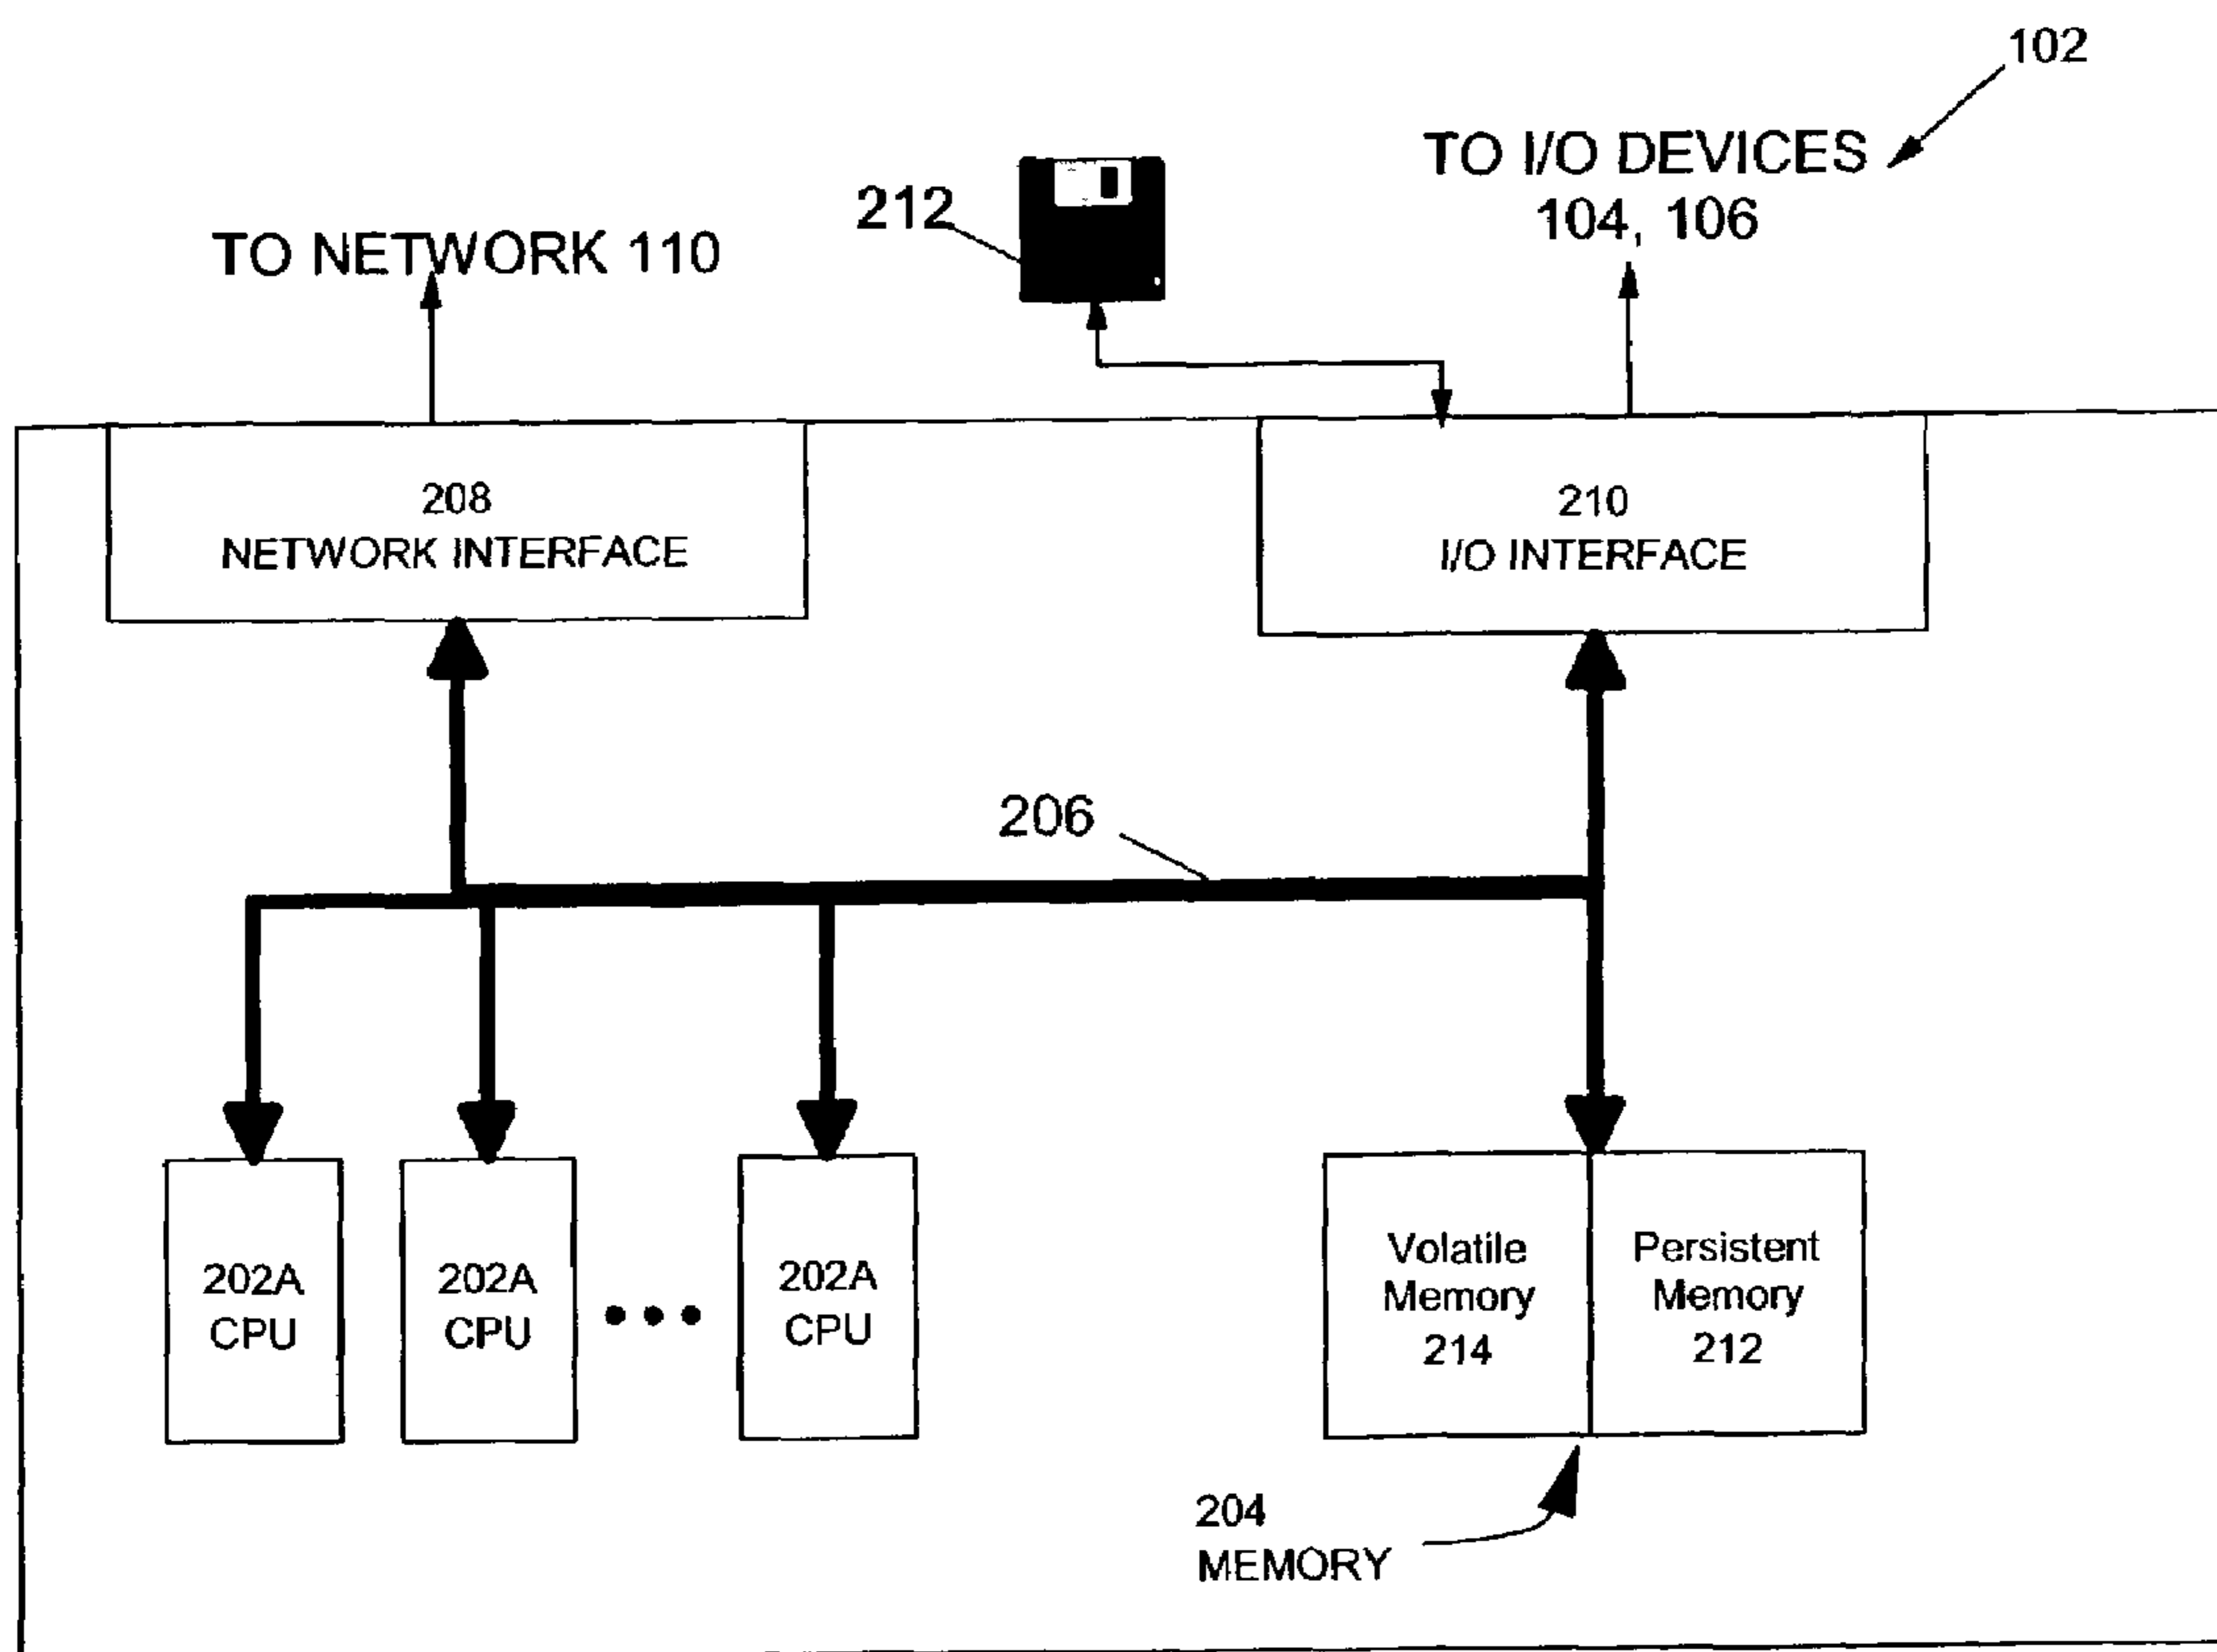 102
TO I/O DEVICES
104, 106
212
TO NETWORK 110
208
NETWORK INTERFACE
210
I/O INTERFACE
206
202A
CPU
202A
CPU
202A
CPU
Volatile
Memory
214
Persistent
Memory
212
204
MEMORY